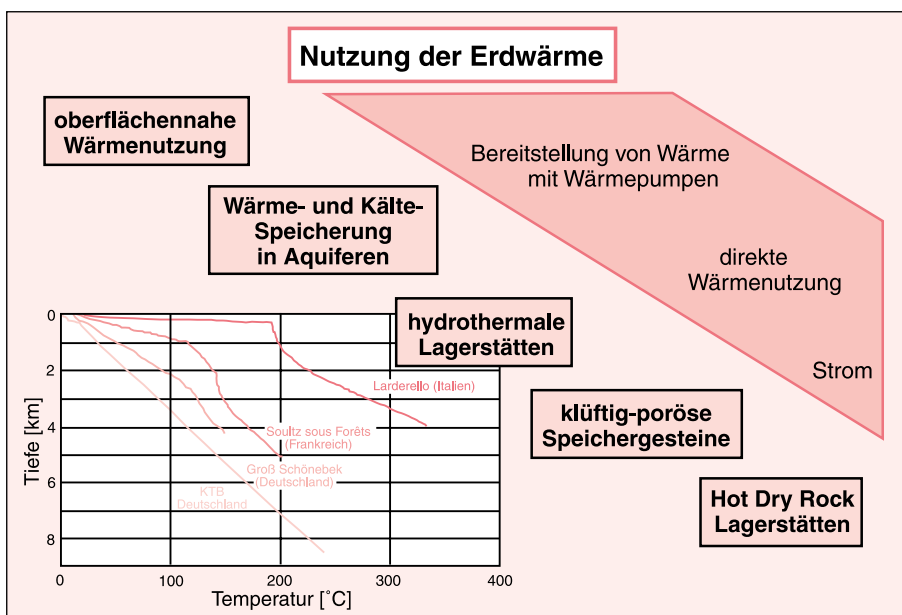 Nutzung der Erdwärme
oberflächennahe
Wärmenutzung
Bereitstellung von Wärme
mit Wärmepumpen
Wärme- und Kälte-
Speicherung
in Aquiferen
direkte
Wärmenutzung
hydrothermale
Lagerstätten
Strom
klüftig-poröse
Speichergesteine
Hot Dry Rock
Lagerstätten
Tiefe [km]
0
2
4
6
8
Larderello (Italien)
Soultz sous Forêts
(Frankreich)
Groß Schönebek
(Deutschland)
KTB
Deutschland
0
100
200
300
400
Temperatur [˚C]